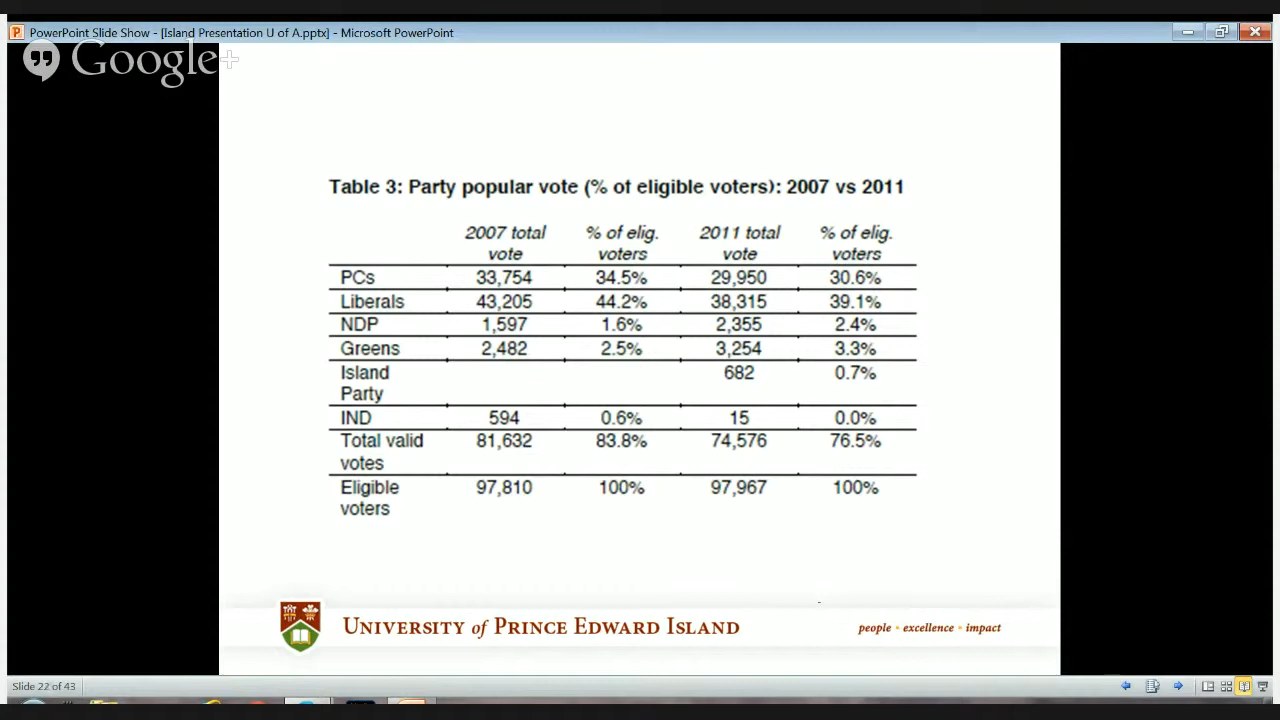 PowerPoint Slide Show - [Island Presentation U of A.pptx] - Microsoft PowerPoint
Google+
Table 3: Party popular vote (% of eligible voters): 2007 vs 2011
2007 total vote % of elig. voters 2011 total vote % of elig. voters
PCs 33,754 34.5% 29,950 30.6%
Liberals 43,205 44.2% 38,315 39.1%
NDP 1,597 1.6% 2,355 2.4%
Greens 2,482 2.5% 3,254 3.3%
Island Party 682 0.7%
IND 594 0.6% 15 0.0%
Total valid votes 81,632 83.8% 74,576 76.5%
Eligible voters 97,810 100% 97,967 100%
UNIVERSITY of PRINCE EDWARD ISLAND
people • excellence • impact
Slide 22 of 43